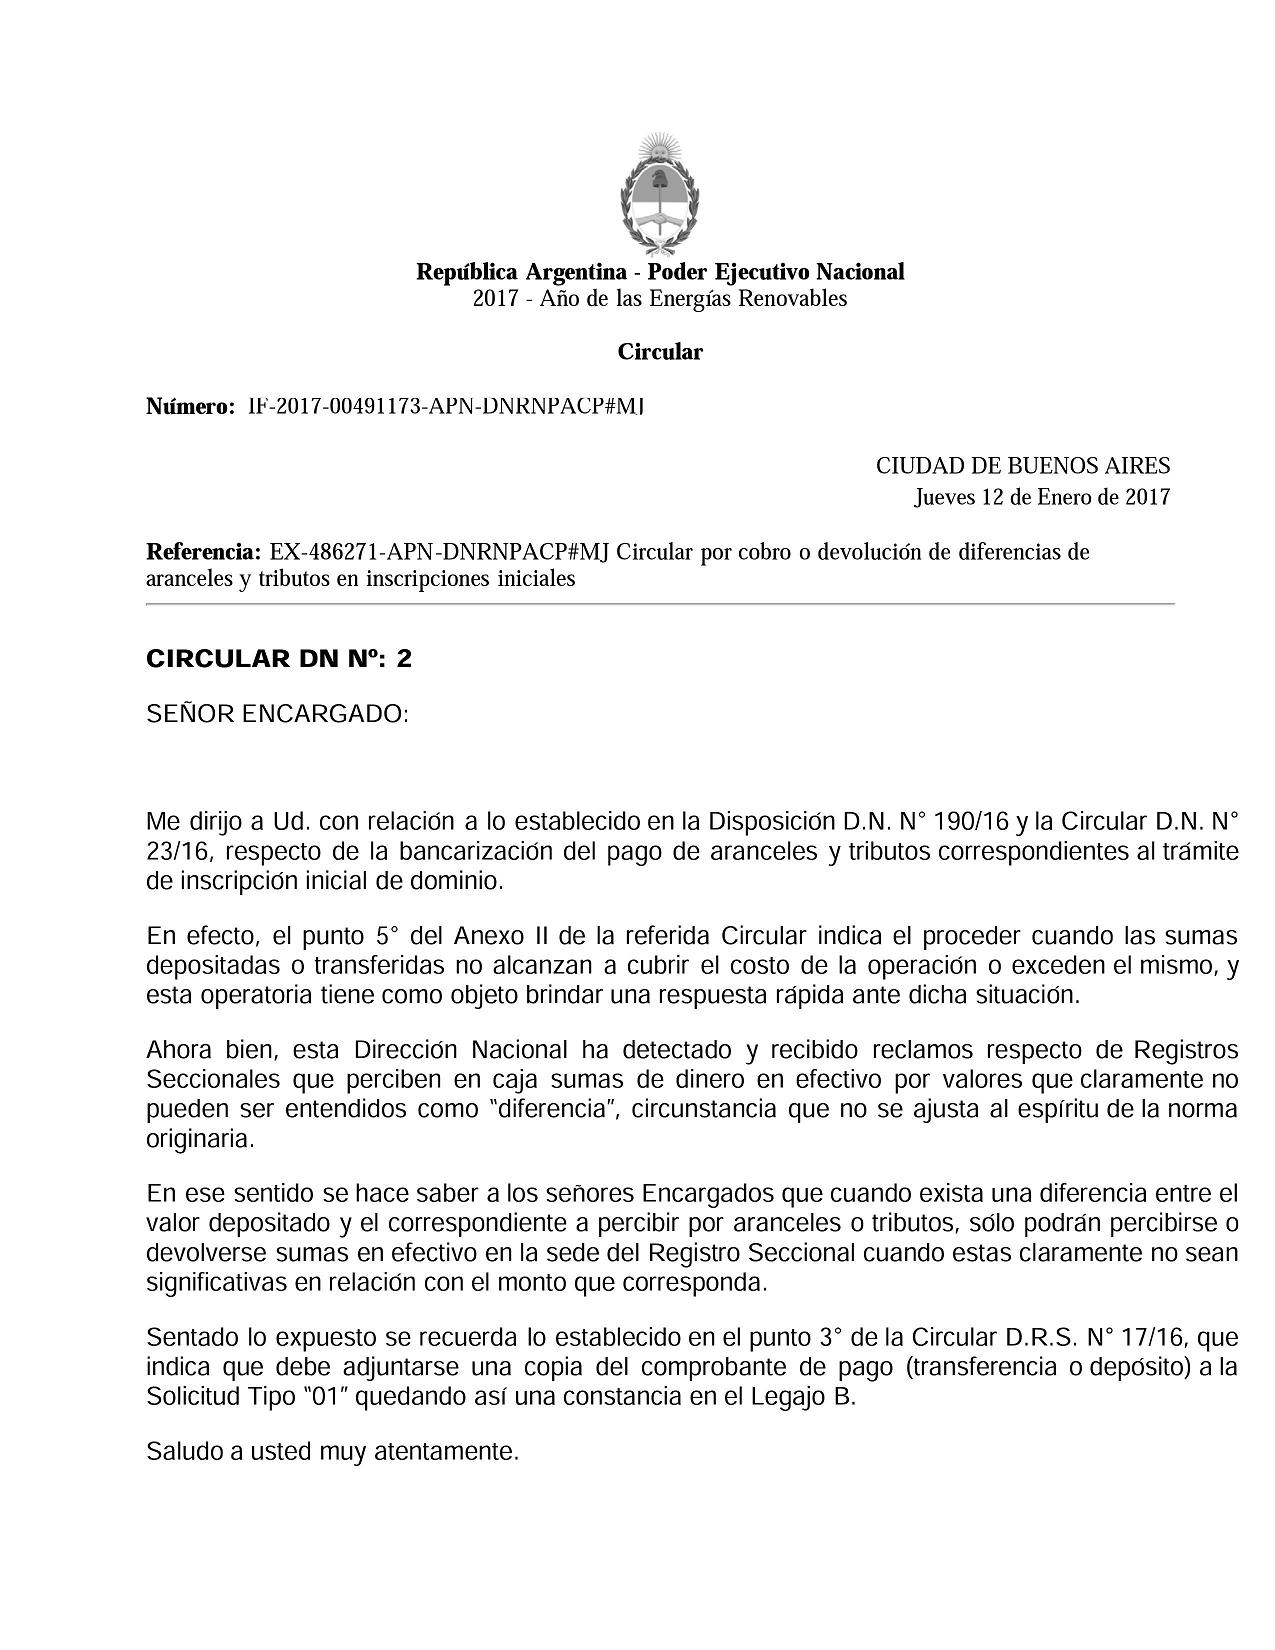 República Argentina - Poder Ejecutivo Nacional
2017 - Año de las Energías Renovables
Circular
Número: IF-2017-00491173-APN-DNRNPACP#MJ
CIUDAD DE BUENOS AIRES
Jueves 12 de Enero de 2017
Referencia: EX-486271-APN-DNRNPACP#MJ Circular por cobro o devolución de diferencias de
aranceles y tributos en inscripciones iniciales
CIRCULAR DN Nº: 2
SEÑOR ENCARGADO:
Me dirijo a Ud. con relación a lo establecido en la Disposición D.N. N° 190/16 y la Circular D.N. N°
23/16, respecto de la bancarización del pago de aranceles y tributos correspondientes al trámite
de inscripción inicial de dominio.
En efecto, el punto 5° del Anexo II de la referida Circular indica el proceder cuando las sumas
depositadas o transferidas no alcanzan a cubrir el costo de la operación o exceden el mismo, y
esta operatoria tiene como objeto brindar una respuesta rápida ante dicha situación.
Ahora bien, esta Dirección Nacional ha detectado y recibido reclamos respecto de Registros
Seccionales que perciben en caja sumas de dinero en efectivo por valores que claramente no
pueden ser entendidos como “diferencia”, circunstancia que no se ajusta al espíritu de la norma
originaria.
En ese sentido se hace saber a los señores Encargados que cuando exista una diferencia entre el
valor depositado y el correspondiente a percibir por aranceles o tributos, sólo podrán percibirse o
devolverse sumas en efectivo en la sede del Registro Seccional cuando estas claramente no sean
significativas en relación con el monto que corresponda.
Sentado lo expuesto se recuerda lo establecido en el punto 3° de la Circular D.R.S. N° 17/16, que
indica que debe adjuntarse una copia del comprobante de pago (transferencia o depósito) a la
Solicitud Tipo “01” quedando así una constancia en el Legajo B.
Saludo a usted muy atentamente.